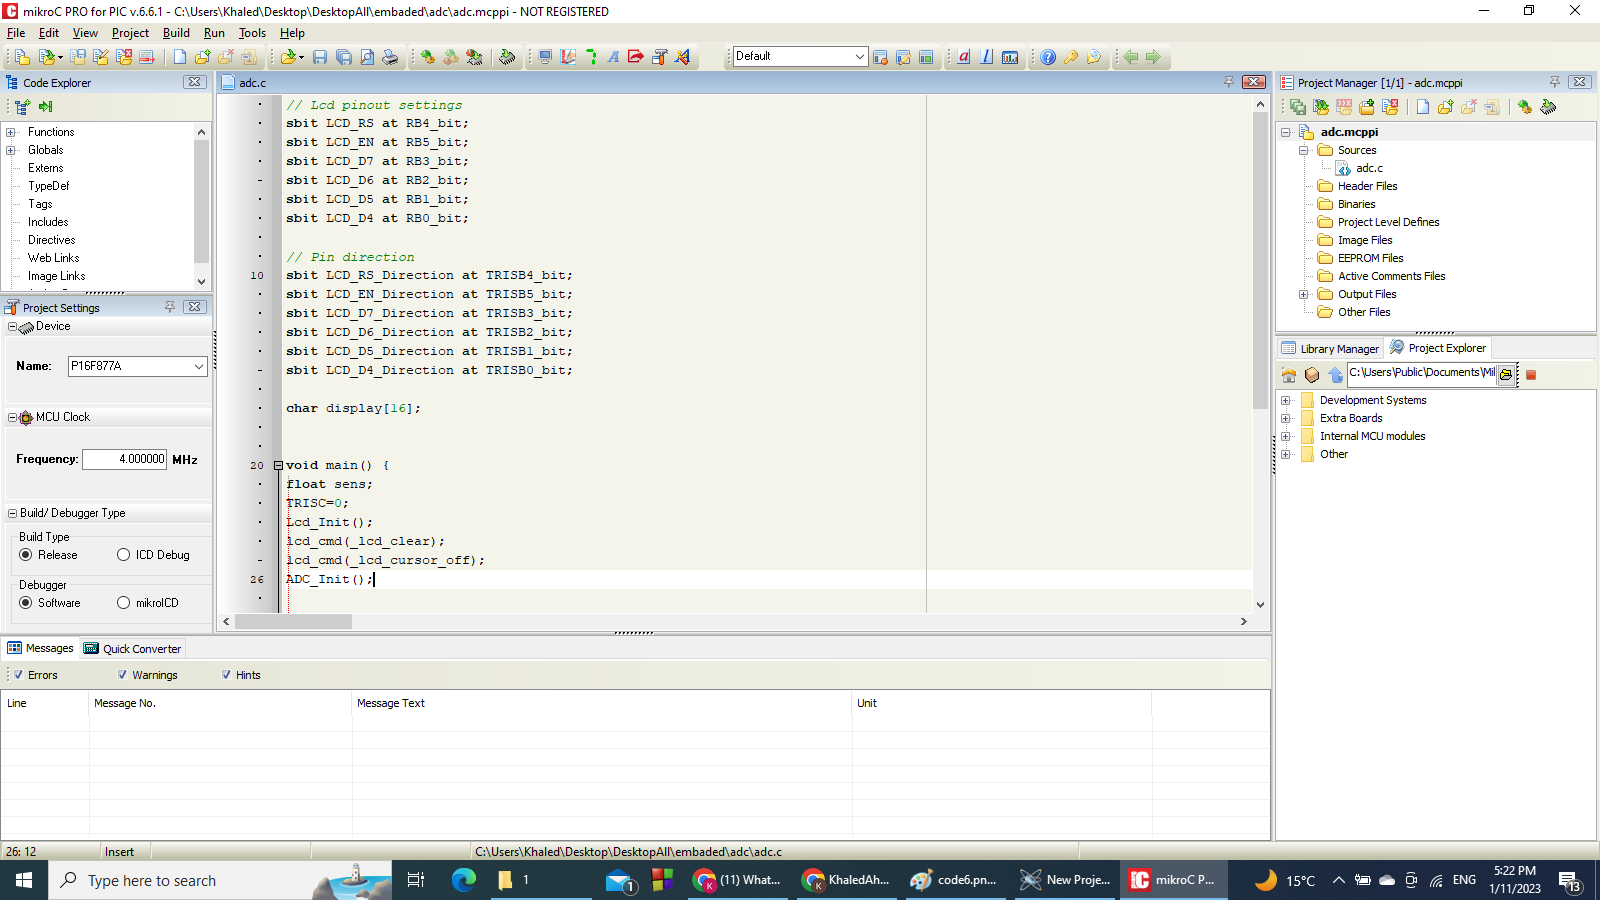 mikroC PRO for PIC v.6.6.1 - C:\Users\Khaled\Desktop\DesktopAll\embaded\adc\adc.mcppi - NOT REGISTERED
File Edit View Project Build Run Tools Help
Default
Code Explorer
Functions
Globals
Externs
TypeDef
Tags
Includes
Directives
Web Links
Image Links
Project Settings
Device
Name: P16F877A
MCU Clock
Frequency: 4.000000 MHz
Build/ Debugger Type
Build Type
Release ICD Debug
Debugger
Software mikroICD
adc.c
// Lcd pinout settings
sbit LCD_RS at RB4_bit;
sbit LCD_EN at RB5_bit;
sbit LCD_D7 at RB3_bit;
sbit LCD_D6 at RB2_bit;
sbit LCD_D5 at RB1_bit;
sbit LCD_D4 at RB0_bit;
// Pin direction
10 sbit LCD_RS_Direction at TRISB4_bit;
sbit LCD_EN_Direction at TRISB5_bit;
sbit LCD_D7_Direction at TRISB3_bit;
sbit LCD_D6_Direction at TRISB2_bit;
sbit LCD_D5_Direction at TRISB1_bit;
sbit LCD_D4_Direction at TRISB0_bit;
char display[16];
20 void main() {
float sens;
TRISC=0;
Lcd_Init();
lcd_cmd(_lcd_clear);
lcd_cmd(_lcd_cursor_off);
26 ADC_Init();
Project Manager [1/1] - adc.mcppi
adc.mcppi
Sources
adc.c
Header Files
Binaries
Project Level Defines
Image Files
EEPROM Files
Active Comments Files
Output Files
Other Files
Library Manager Project Explorer
C:\Users\Public\Documents\Mil
Development Systems
Extra Boards
Internal MCU modules
Other
Messages Quick Converter
Errors Warnings Hints
Line Message No. Message Text Unit
26: 12 Insert C:\Users\Khaled\Desktop\DesktopAll\embaded\adc\adc.c
Type here to search
1
1
(11) What...
KhaledAh...
code6.pn...
New Proje...
mikroC P...
15°C
ENG
5:22 PM
1/11/2023
13